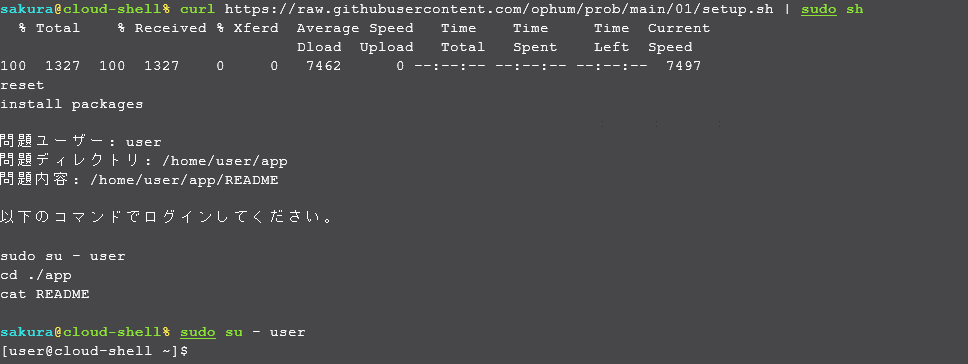 sakura@cloud-shell% curl https://raw.githubusercontent.com/ophum/prob/main/01/setup.sh | sudo sh
  % Total    % Received % Xferd  Average Speed   Time    Time     Time  Current
                                 Dload  Upload   Total   Spent    Left  Speed
100  1327  100  1327    0     0   7462      0 --:--:-- --:--:-- --:--:--  7497
reset
install packages
問題ユーザー: user
問題ディレクトリ: /home/user/app
問題内容: /home/user/app/README
以下のコマンドでログインしてください。
sudo su - user
cd ./app
cat README
sakura@cloud-shell% sudo su - user
[user@cloud-shell ~]$